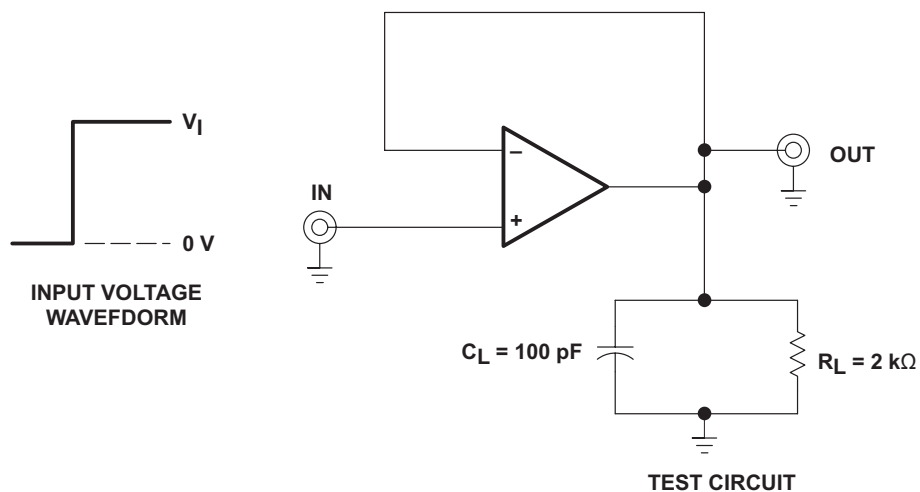 VI
0 V
INPUT VOLTAGE
WAVEFDORM
IN
−
+
OUT
CL = 100 pF
RL = 2 kΩ
TEST CIRCUIT